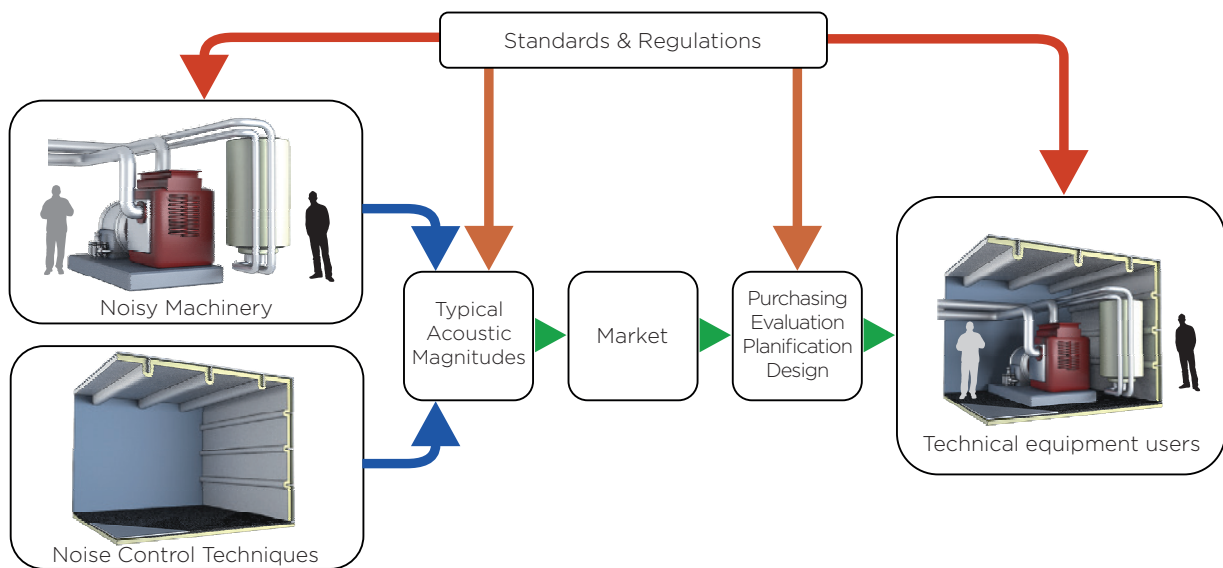 Standards & Regulations
Noisy Machinery
Typical
Acoustic
Magnitudes
Market
Purchasing
Evaluation
Planification
Design
Technical equipment users
Noise Control Techniques